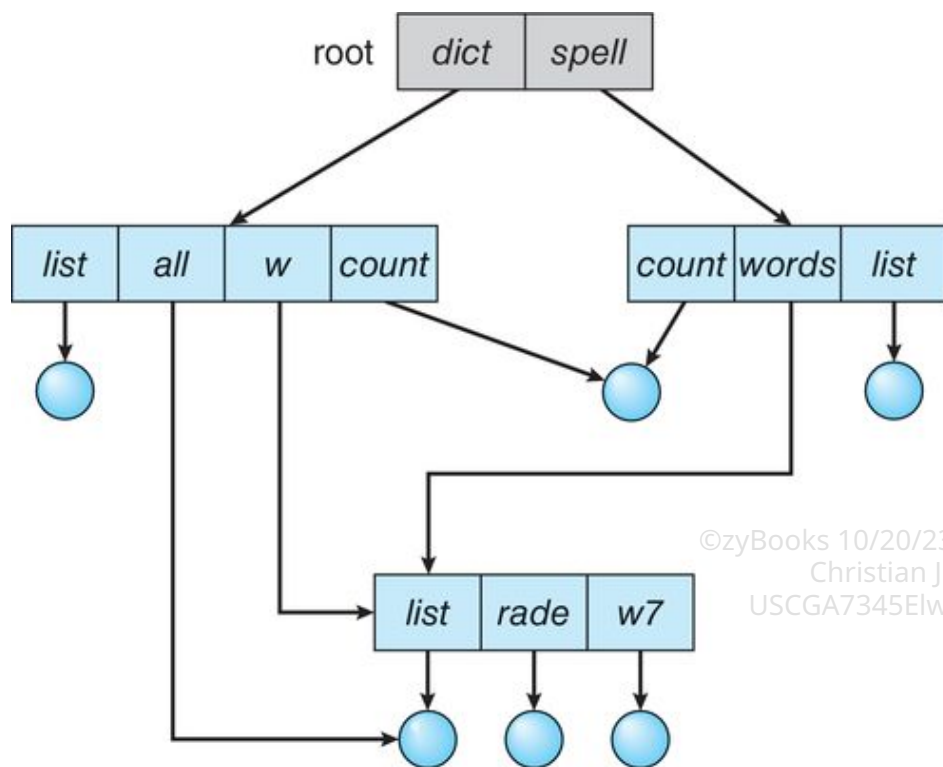 root dict spell
list all w count count words list
©zyBooks 10/20/23
Christian J
USCGA7345Elw
list rade w7